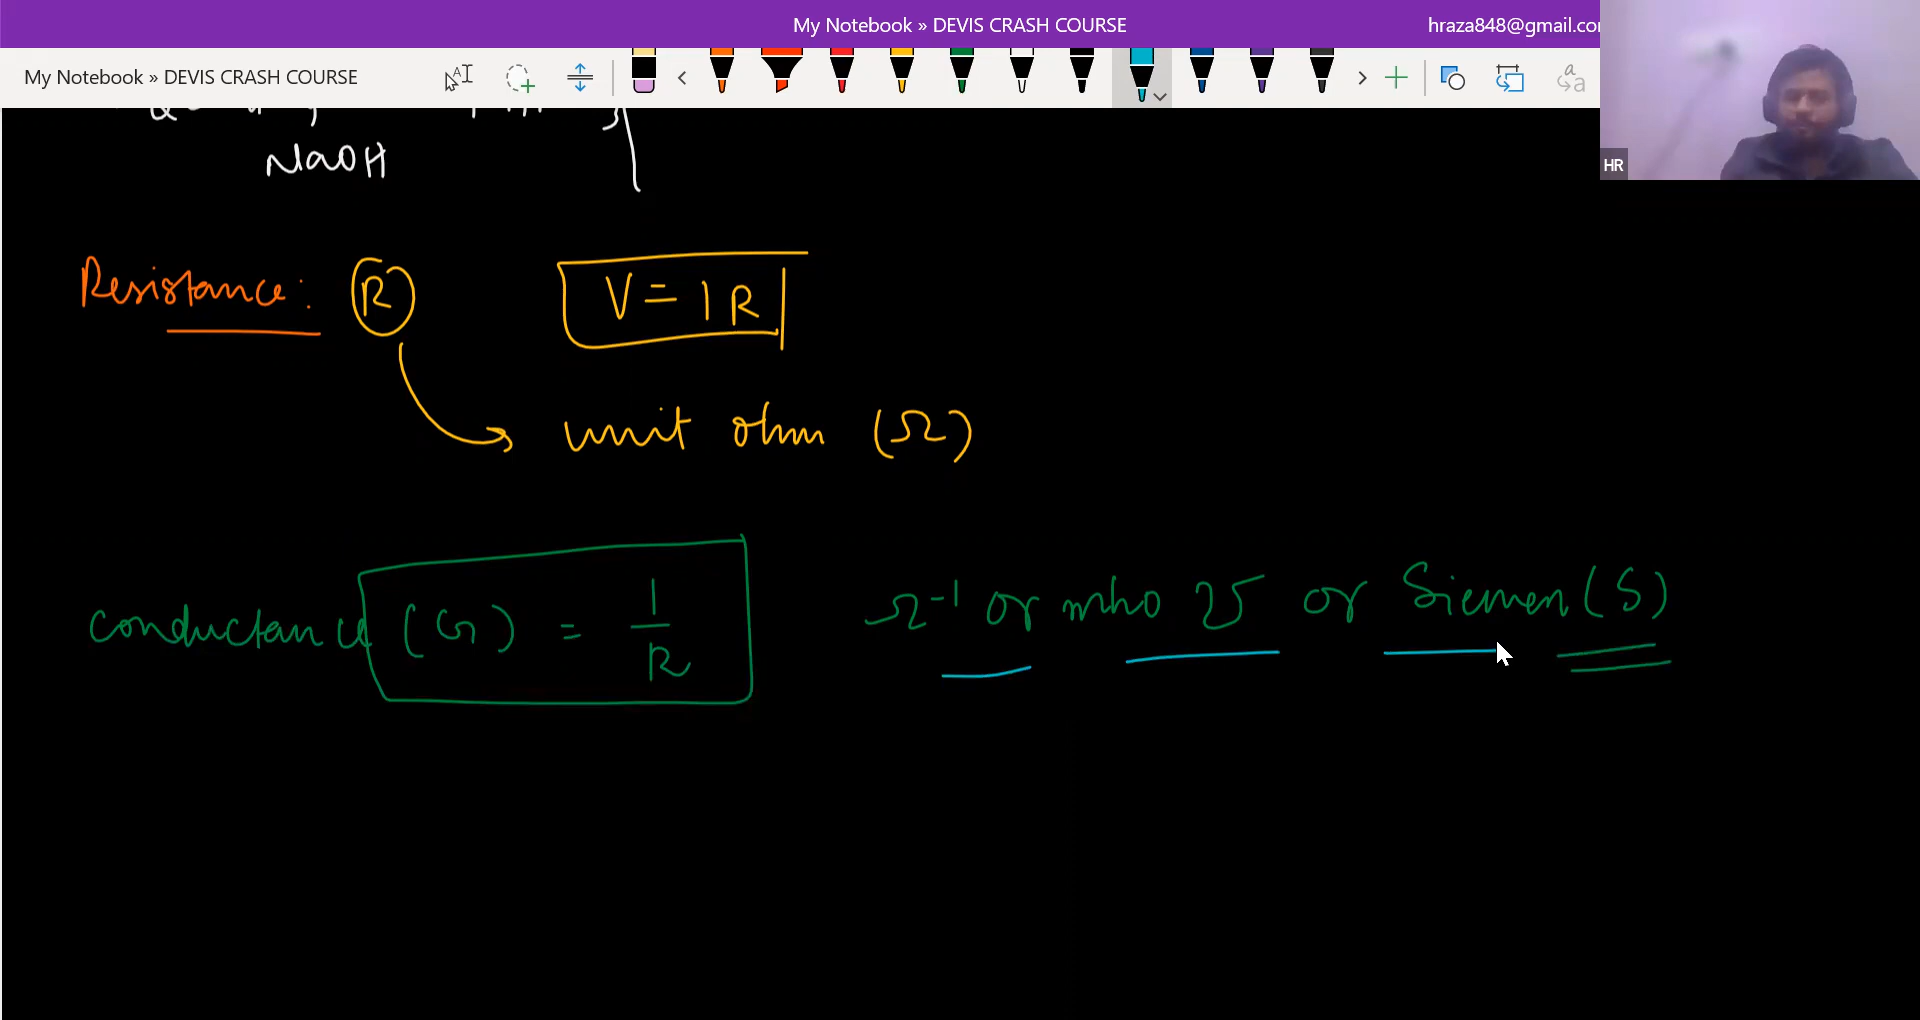 My Notebook » DEVIS CRASH COURSE
hraza848@gmail.co
My Notebook » DEVIS CRASH COURSE
HR
NaOH
Resistance: R V = IR
unit ohm (Ω)
conductance (G) = 1/R Ω⁻¹ or mho ℧ or Siemen (S)